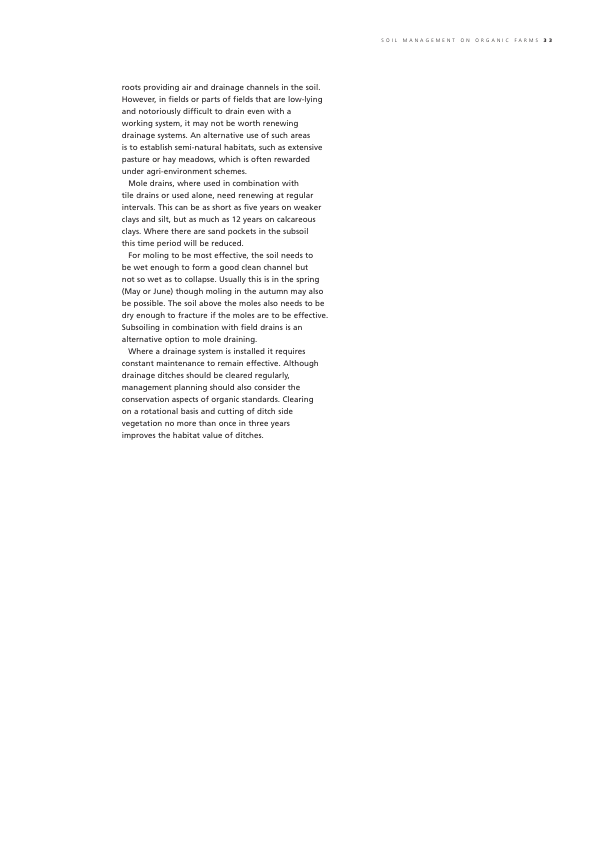 SOIL MANAGEMENT ON ORGANIC FARMS 33
roots providing air and drainage channels in the soil.
However, in fields or parts of fields that are low-lying
and notoriously difficult to drain even with a
working system, it may not be worth renewing
drainage systems. An alternative use of such areas
is to establish semi-natural habitats, such as extensive
pasture or hay meadows, which is often rewarded
under agri-environment schemes.
Mole drains, where used in combination with
tile drains or used alone, need renewing at regular
intervals. This can be as short as five years on weaker
clays and silt, but as much as 12 years on calcareous
clays. Where there are sand pockets in the subsoil
this time period will be reduced.
For moling to be most effective, the soil needs to
be wet enough to form a good clean channel but
not so wet as to collapse. Usually this is in the spring
(May or June) though moling in the autumn may also
be possible. The soil above the moles also needs to be
dry enough to fracture if the moles are to be effective.
Subsoiling in combination with field drains is an
alternative option to mole draining.
Where a drainage system is installed it requires
constant maintenance to remain effective. Although
drainage ditches should be cleared regularly,
management planning should also consider the
conservation aspects of organic standards. Clearing
on a rotational basis and cutting of ditch side
vegetation no more than once in three years
improves the habitat value of ditches.